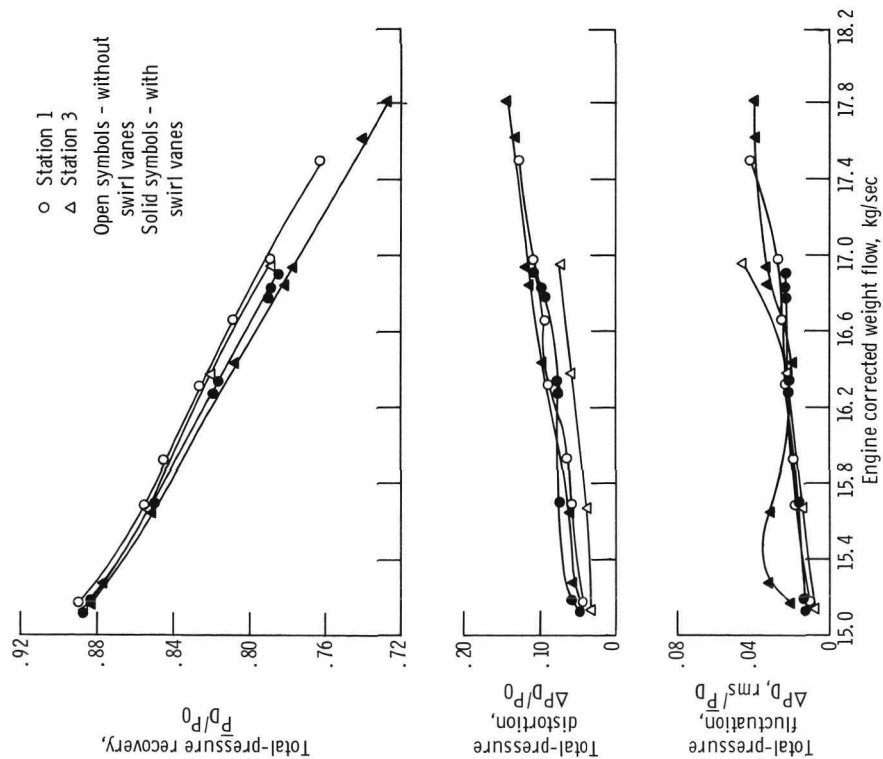 ○ Station 1
△ Station 3
Open symbols - without
swirl vanes
Solid symbols - with
swirl vanes
.92
.88
.84
.80
.76
.72
Total-pressure recovery,
P̅D/P0
.20
.10
0
Total-pressure
distortion,
ΔPD/P0
.08
.04
0
Total-pressure
fluctuation,
ΔPD, rms/P̅D
15.0 15.4 15.8 16.2 16.6 17.0 17.4 17.8 18.2
Engine corrected weight flow, kg/sec